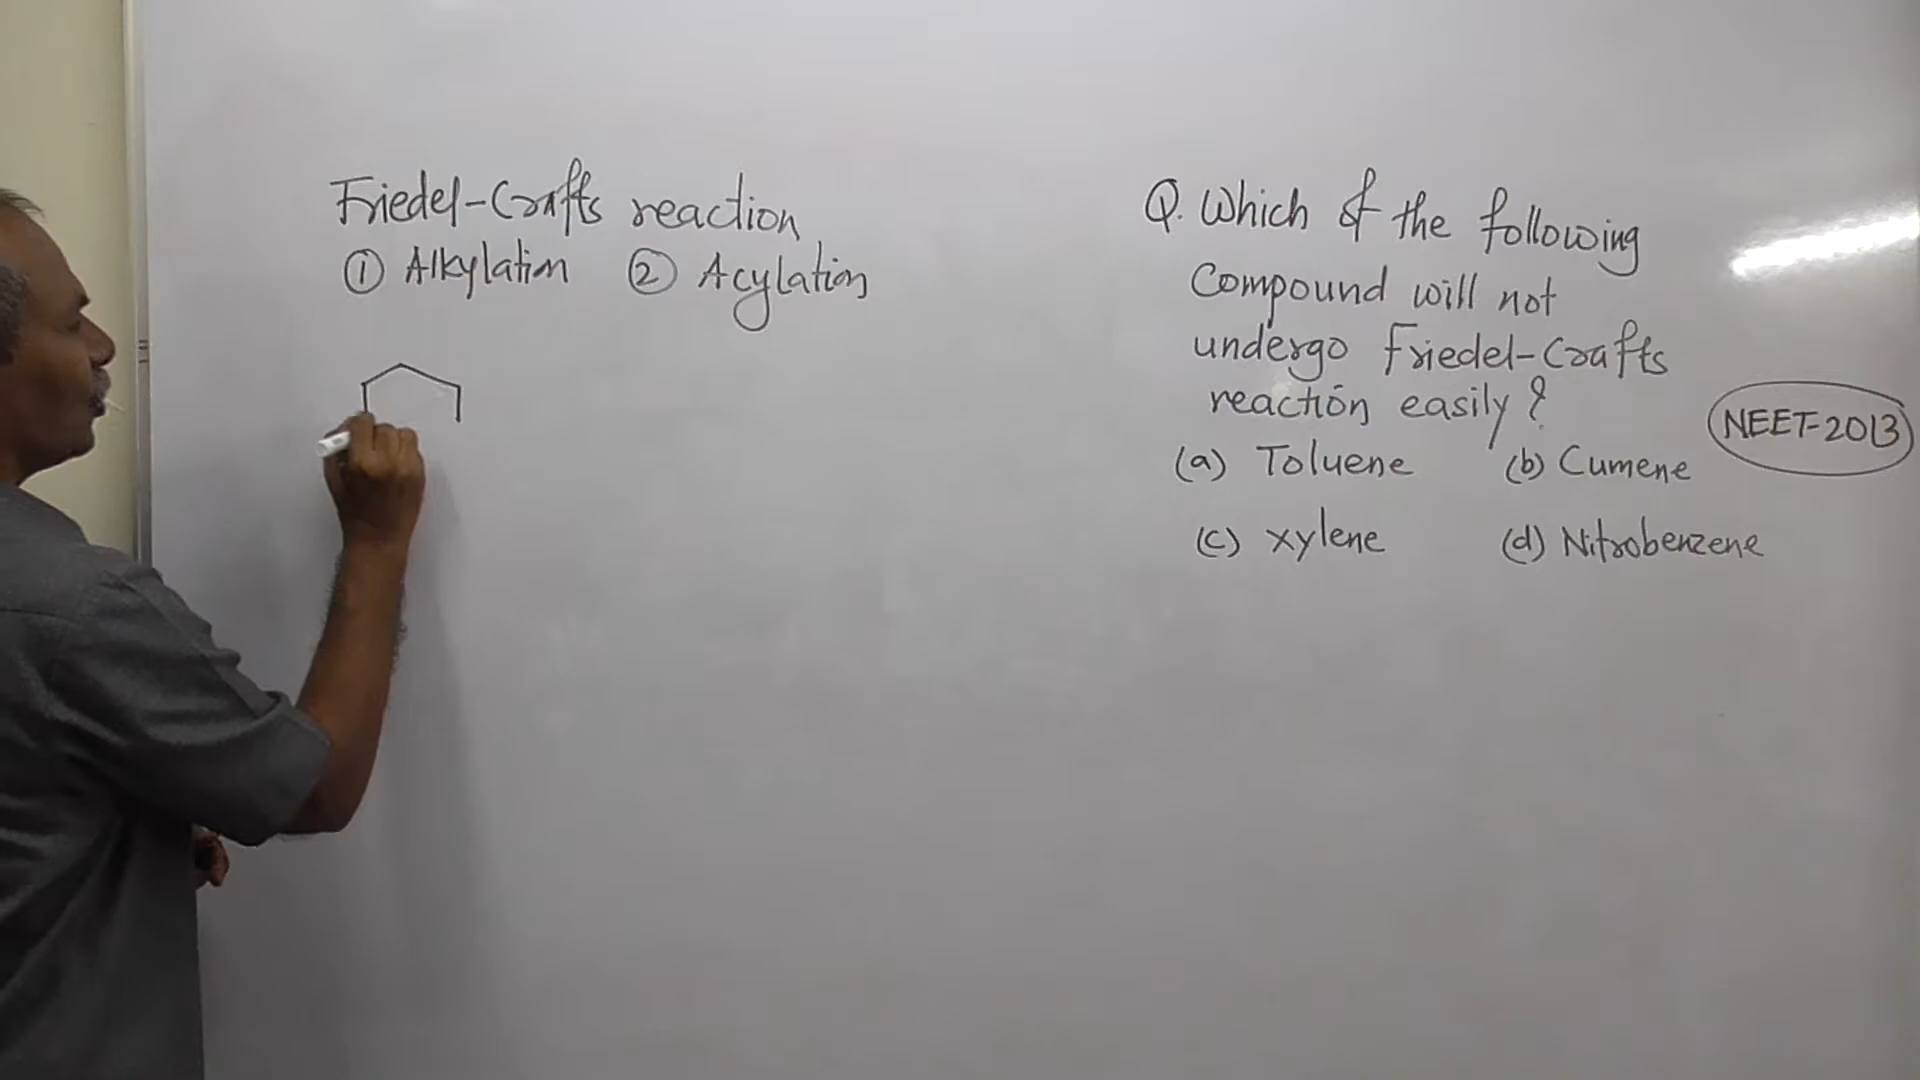 Friedel-Crafts reaction
① Alkylation ② Acylation
Q. Which of the following
Compound will not
undergo Friedel-Crafts
reaction easily?
NEET-2013
(a) Toluene (b) Cumene
(c) xylene (d) Nitrobenzene